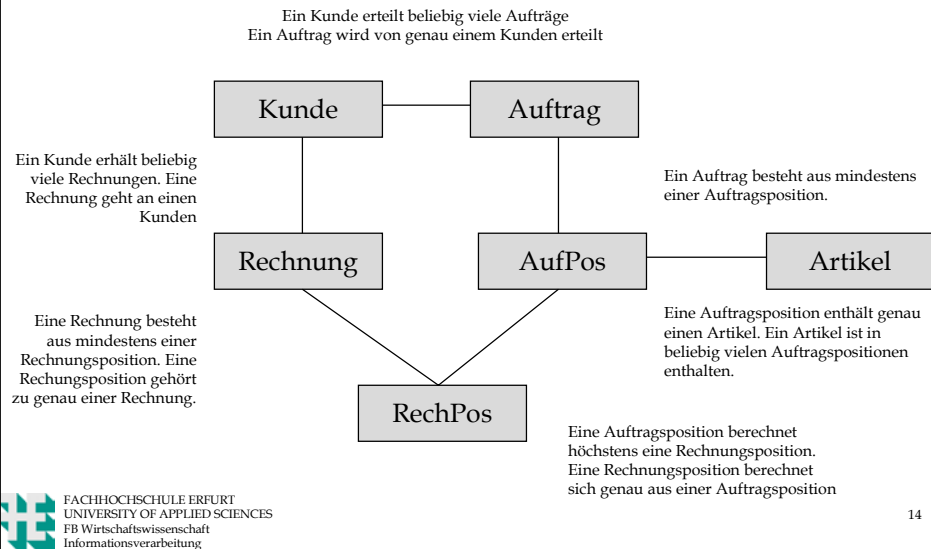 Ein Kunde erteilt beliebig viele Aufträge
Ein Auftrag wird von genau einem Kunden erteilt
Kunde
Auftrag
Ein Kunde erhält beliebig
viele Rechnungen. Eine
Rechnung geht an einen
Kunden
Ein Auftrag besteht aus mindestens
einer Auftragsposition.
Rechnung
AufPos
Artikel
Eine Rechnung besteht
aus mindestens einer
Rechnungsposition. Eine
Rechungsposition gehört
zu genau einer Rechnung.
Eine Auftragsposition enthält genau
einen Artikel. Ein Artikel ist in
beliebig vielen Auftragspositionen
enthalten.
RechPos
Eine Auftragsposition berechnet
höchstens eine Rechnungsposition.
Eine Rechnungsposition berechnet
sich genau aus einer Auftragsposition
FACHHOCHSCHULE ERFURT
UNIVERSITY OF APPLIED SCIENCES
FB Wirtschaftswissenschaft
Informationsverarbeitung
14